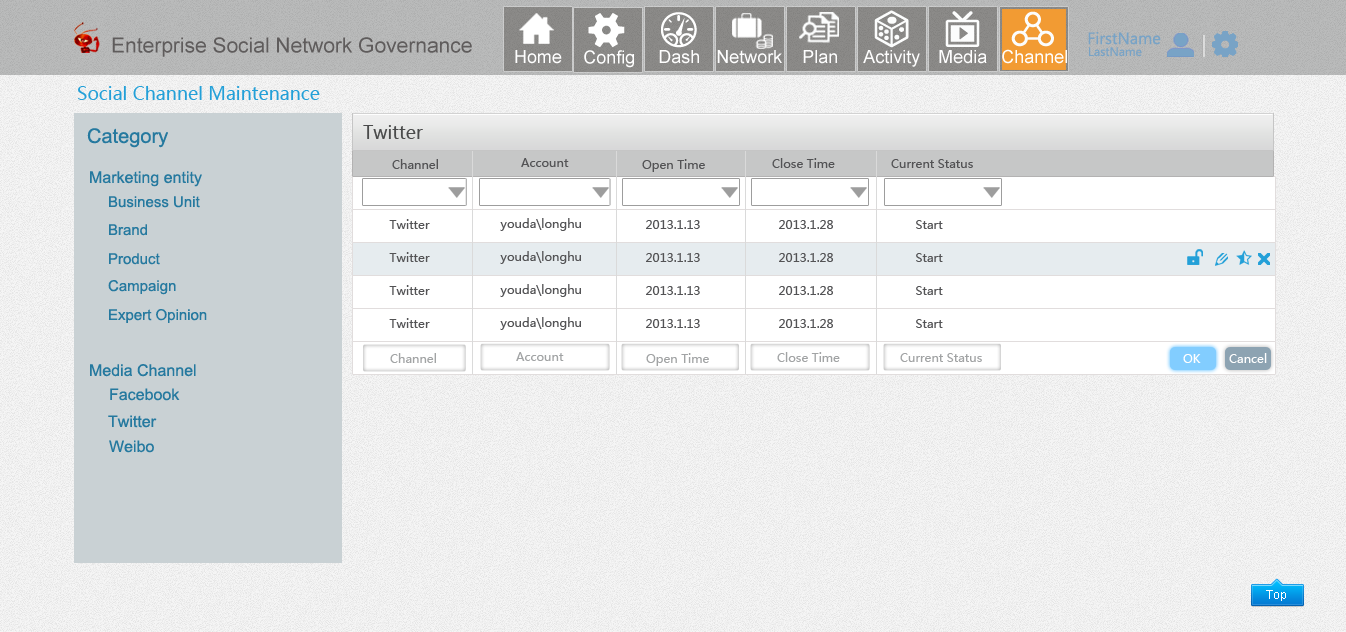 Enterprise Social Network Governance
Home Config Dash Network Plan Activity Media Channel
FirstName
LastName
Social Channel Maintenance
Category
Marketing entity
Business Unit
Brand
Product
Campaign
Expert Opinion
Media Channel
Facebook
Twitter
Weibo
Twitter
Channel Account Open Time Close Time Current Status
Twitter youda\longhu 2013.1.13 2013.1.28 Start
Twitter youda\longhu 2013.1.13 2013.1.28 Start
Twitter youda\longhu 2013.1.13 2013.1.28 Start
Twitter youda\longhu 2013.1.13 2013.1.28 Start
Channel Account Open Time Close Time Current Status OK Cancel
Top